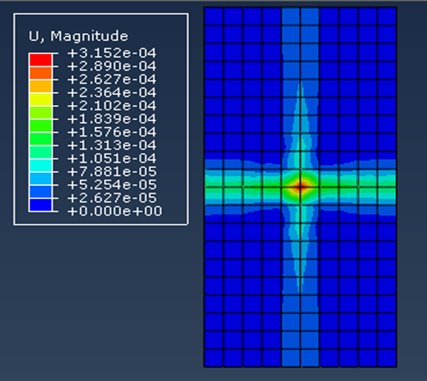 U, Magnitude
+3.152e-04
+2.890e-04
+2.627e-04
+2.364e-04
+2.102e-04
+1.839e-04
+1.576e-04
+1.313e-04
+1.051e-04
+7.881e-05
+5.254e-05
+2.627e-05
+0.000e+00